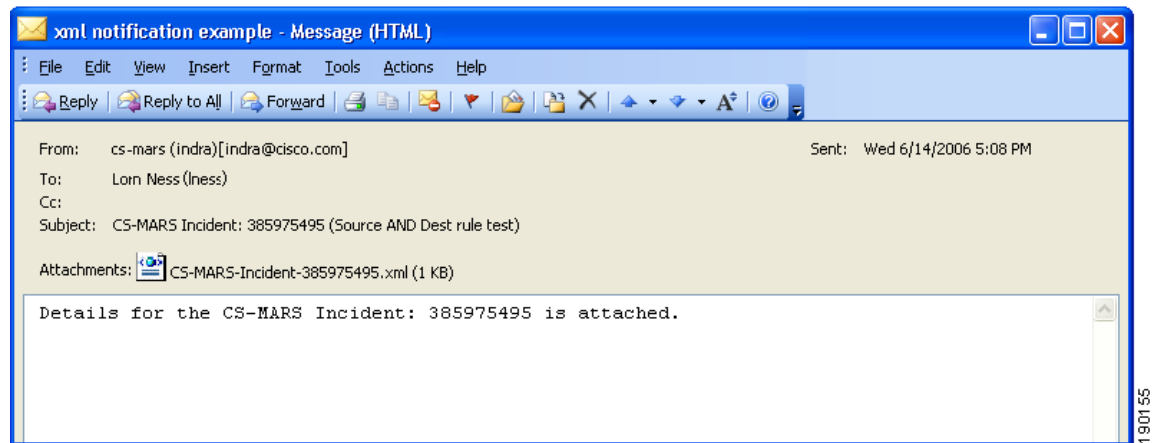 xml notification example - Message (HTML)
File Edit View Insert Format Tools Actions Help
Reply Reply to All Forward
From: cs-mars (indra)[indra@cisco.com] Sent: Wed 6/14/2006 5:08 PM
To: Lorn Ness (lness)
Cc:
Subject: CS-MARS Incident: 385975495 (Source AND Dest rule test)
Attachments: CS-MARS-Incident-385975495.xml (1 KB)
Details for the CS-MARS Incident: 385975495 is attached.
190155